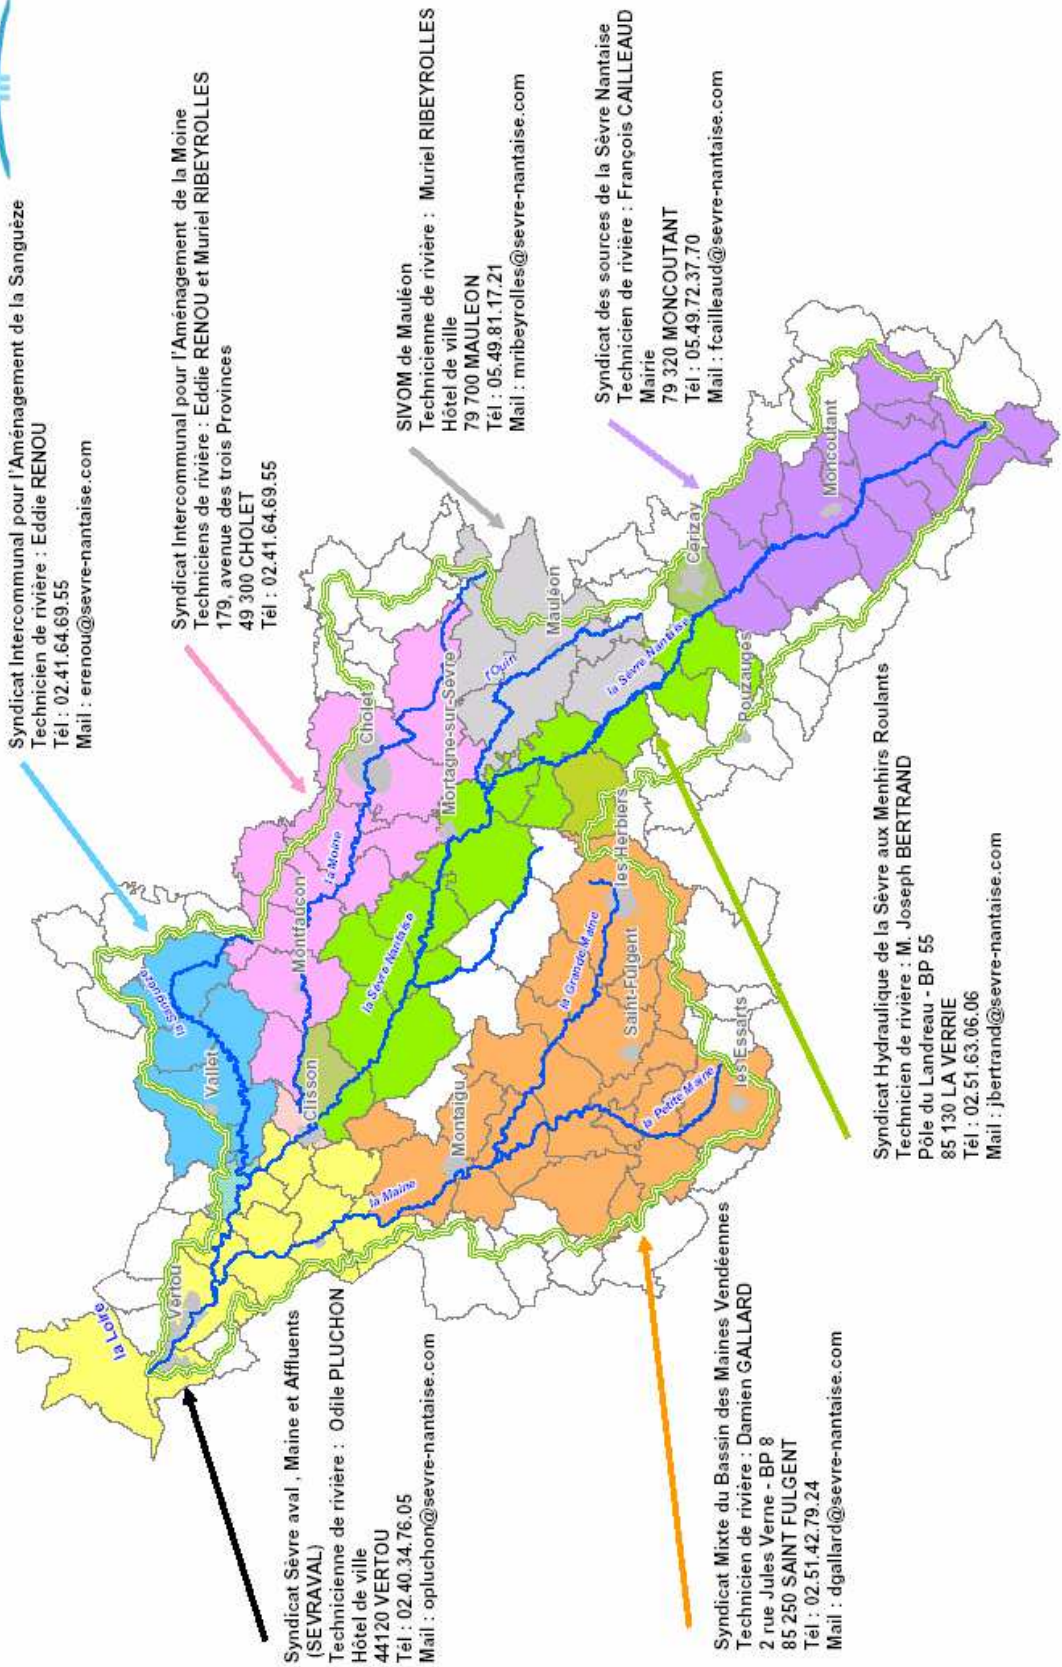 Syndicat Intercommunal pour l'Aménagement de la Sanguèze
Technicien de rivière : Eddie RENOU
Tél : 02.41.64.69.55
Mail : erenou@sevre-nantaise.com
Syndicat Intercommunal pour l'Aménagement de la Moine
Techniciens de rivière : Eddie RENOU et Muriel RIBEYROLLES
179, avenue des trois Provinces
49 300 CHOLET
Tél : 02.41.64.69.55
SIVOM de Mauléon
Technicienne de rivière : Muriel RIBEYROLLES
Hôtel de ville
79 700 MAULEON
Tél : 05.49.81.17.21
Mail : mribeyrolles@sevre-nantaise.com
Syndicat des sources de la Sèvre Nantaise
Technicien de rivière : François CAILLEAUD
Mairie
79 320 MONCOUTANT
Tél : 05.49.72.37.70
Mail : fcailleaud@sevre-nantaise.com
la Loire
Vertou
la Sanguèze
Vallet
Clisson
Montfaucon
la Moine
Cholet
Mortagne-sur-Sèvre
l'Ouin
Mauléon
la Sèvre Nantaise
la Sèvre Nantaise
Cerizay
Moncoutant
Pouzauges
les Herbiers
la Grande Maine
Saint-Fulgent
Montaigu
la Maine
la Petite Maine
les Essarts
Syndicat Sèvre aval , Maine et Affluents
(SEVRAVAL)
Technicienne de rivière : Odile PLUCHON
Hôtel de ville
44120 VERTOU
Tél : 02.40.34.76.05
Mail : opluchon@sevre-nantaise.com
Syndicat Mixte du Bassin des Maines Vendéennes
Technicien de rivière : Damien GALLARD
2 rue Jules Verne - BP 8
85 250 SAINT FULGENT
Tél : 02.51.42.79.24
Mail : dgallard@sevre-nantaise.com
Syndicat Hydraulique de la Sèvre aux Menhirs Roulants
Technicien de rivière : M. Joseph BERTRAND
Pôle du Landreau - BP 55
85 130 LA VERRIE
Tél : 02.51.63.06.06
Mail : jbertrand@sevre-nantaise.com